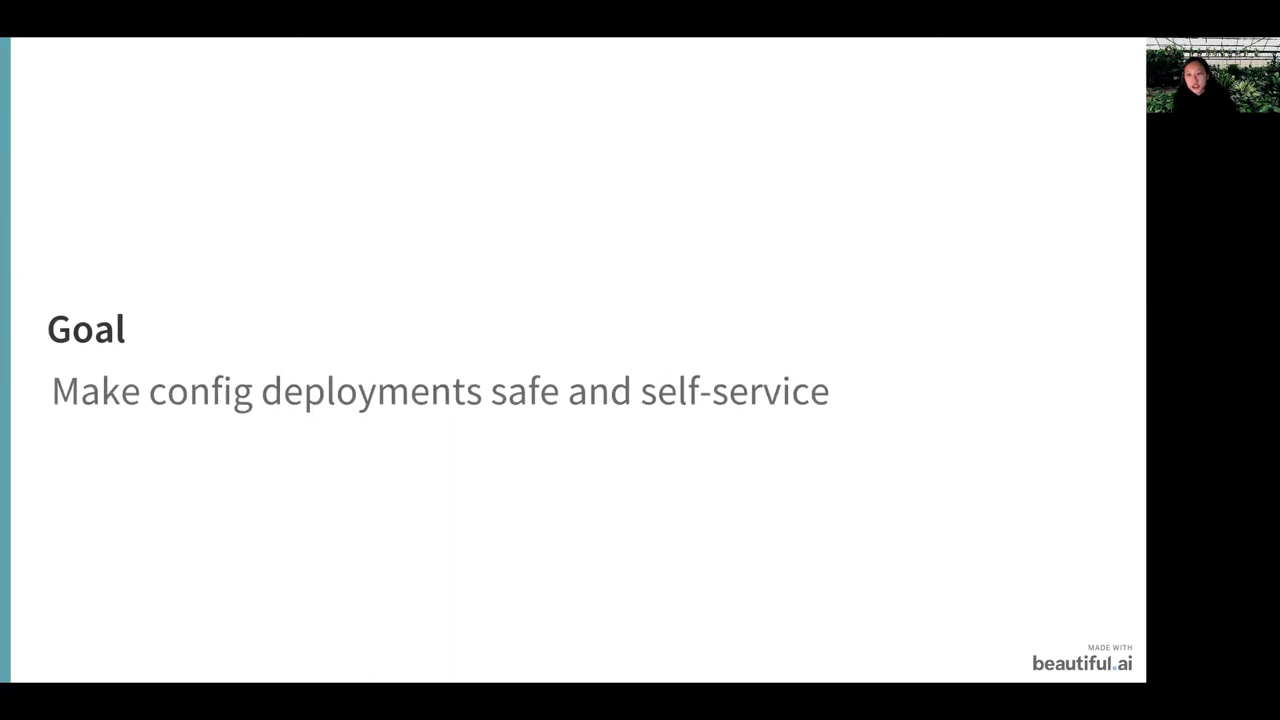 Goal
Make config deployments safe and self-service
MADE WITH
beautiful.ai